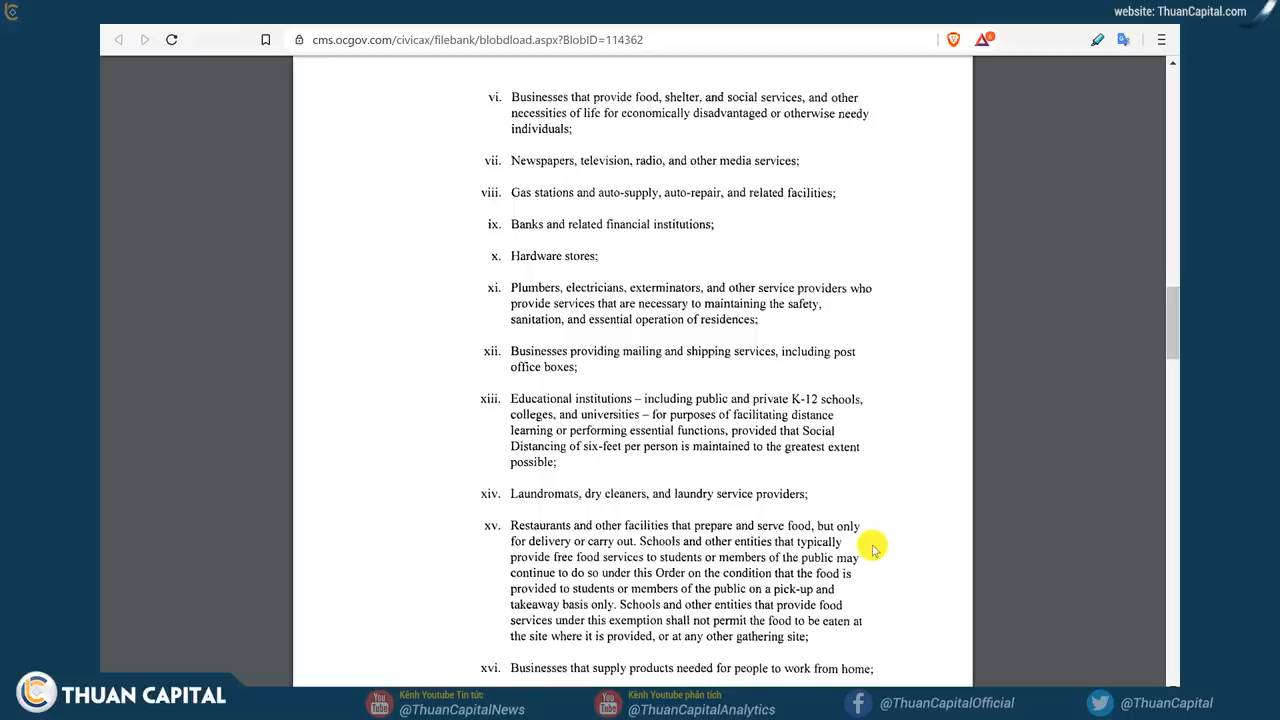 website: ThuanCapital.com
cms.ocgov.com/civicax/filebank/blobdload.aspx?BlobID=114362
vi. Businesses that provide food, shelter, and social services, and other
necessities of life for economically disadvantaged or otherwise needy
individuals;
vii. Newspapers, television, radio, and other media services;
viii. Gas stations and auto-supply, auto-repair, and related facilities;
ix. Banks and related financial institutions;
x. Hardware stores;
xi. Plumbers, electricians, exterminators, and other service providers who
provide services that are necessary to maintaining the safety,
sanitation, and essential operation of residences;
xii. Businesses providing mailing and shipping services, including post
office boxes;
xiii. Educational institutions – including public and private K-12 schools,
colleges, and universities – for purposes of facilitating distance
learning or performing essential functions, provided that Social
Distancing of six-feet per person is maintained to the greatest extent
possible;
xiv. Laundromats, dry cleaners, and laundry service providers;
xv. Restaurants and other facilities that prepare and serve food, but only
for delivery or carry out. Schools and other entities that typically
provide free food services to students or members of the public may
continue to do so under this Order on the condition that the food is
provided to students or members of the public on a pick-up and
takeaway basis only. Schools and other entities that provide food
services under this exemption shall not permit the food to be eaten at
the site where it is provided, or at any other gathering site;
xvi. Businesses that supply products needed for people to work from home;
THUAN CAPITAL
You Tube
Kênh Youtube Tin tức
@ThuanCapitalNews
You Tube
Kênh Youtube phân tích
@ThuanCapitalAnalytics
@ThuanCapitalOfficial
@ThuanCapital